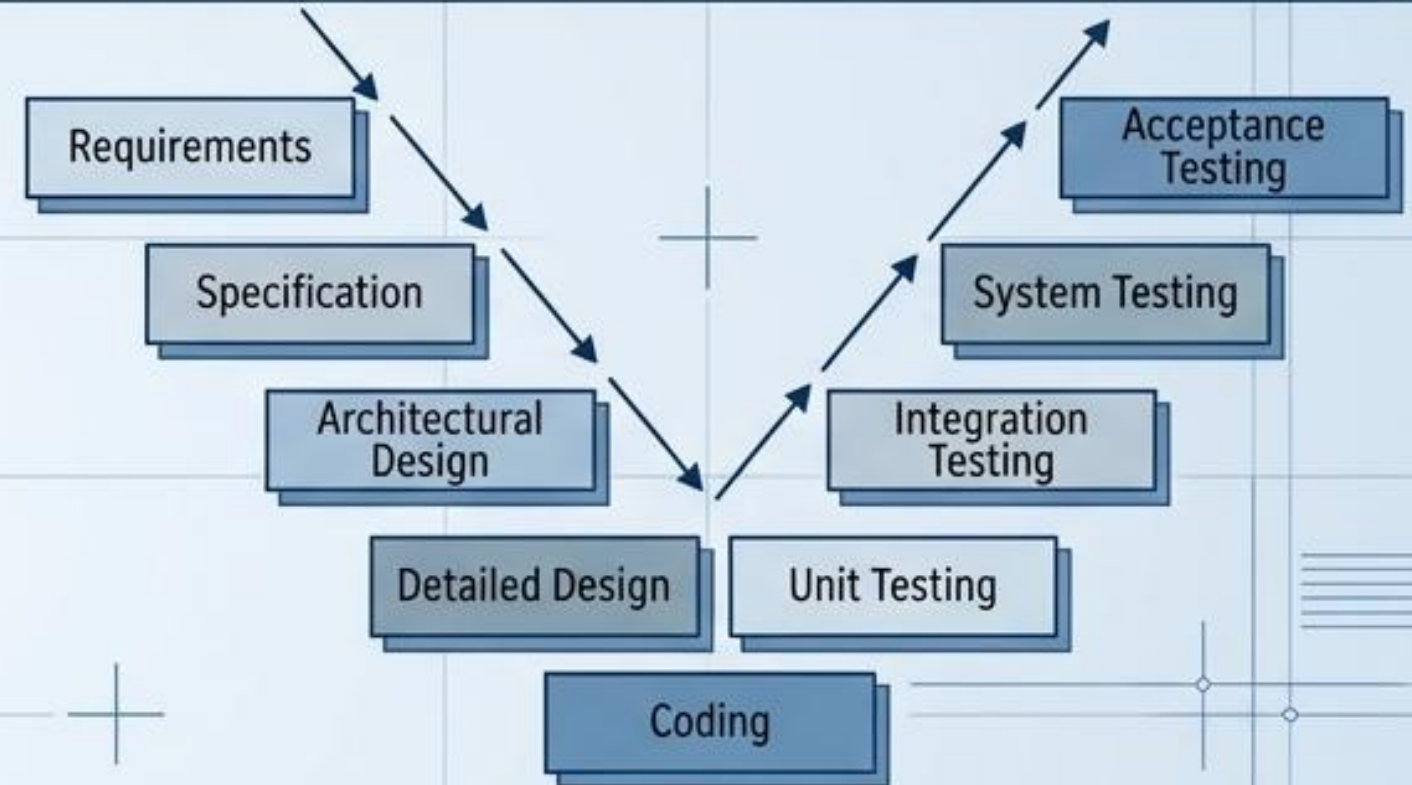 Requirements
Acceptance
Testing
Specification
System Testing
Architectural
Design
Integration
Testing
Detailed Design
Unit Testing
Coding